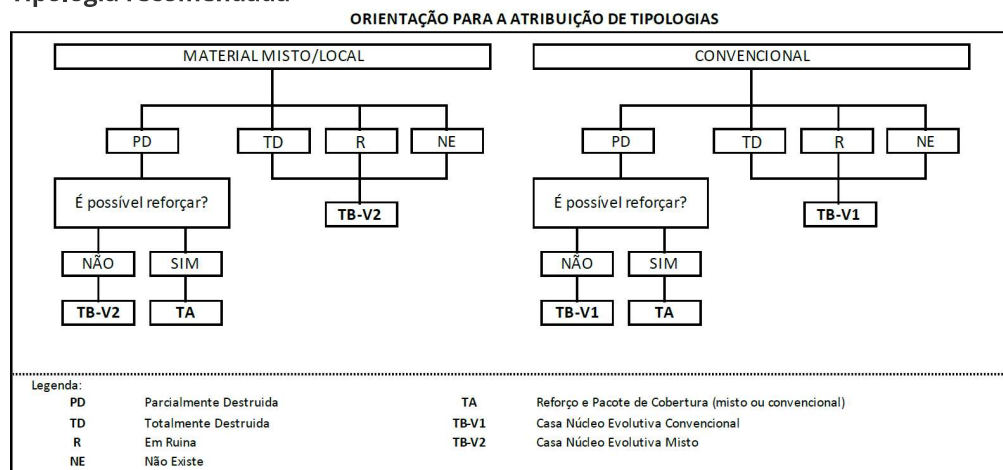 Tipologia recomendada
ORIENTAÇÃO PARA A ATRIBUIÇÃO DE TIPOLOGIAS
MATERIAL MISTO/LOCAL
CONVENCIONAL
PD TD R NE
PD TD R NE
É possível reforçar?
TB-V2
É possível reforçar?
TB-V1
NÃO SIM
NÃO SIM
TB-V2 TA
TB-V1 TA
Legenda:
PD Parcialmente Destruida
TA Reforço e Pacote de Cobertura (misto ou convencional)
TD Totalmente Destruida
TB-V1 Casa Núcleo Evolutiva Convencional
R Em Ruina
TB-V2 Casa Núcleo Evolutiva Misto
NE Não Existe